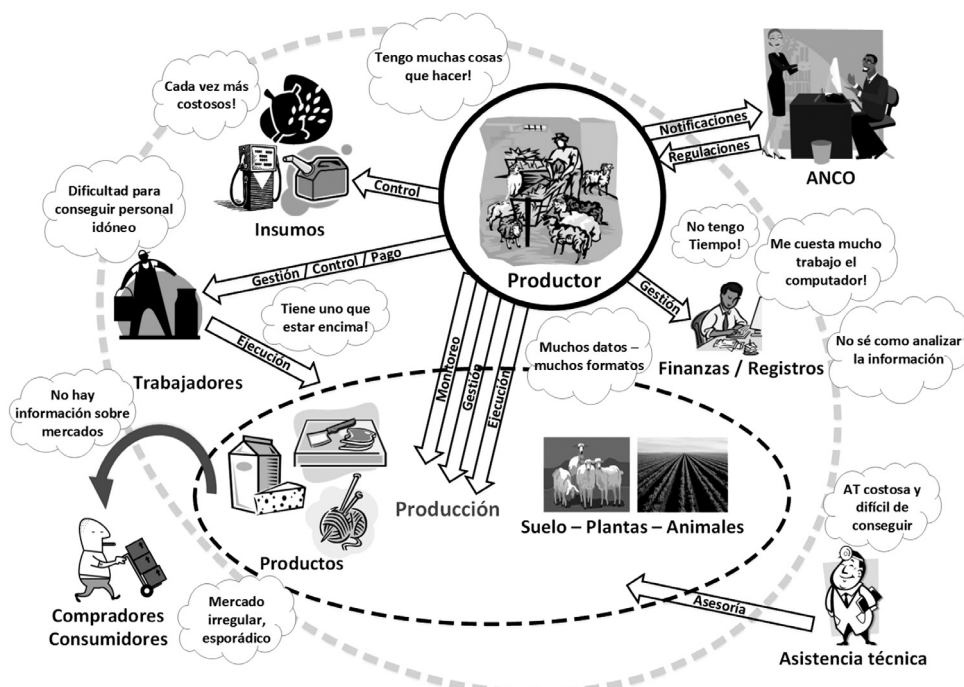 Tengo muchas cosas
que hacer!
Cada vez más
costosos!
Notificaciones
Regulaciones
ANCO
Control
Insumos
Dificultad para
conseguir personal
idóneo
Productor
No tengo
Tiempo!
Me cuesta mucho
trabajo el
computador!
Gestión / Control / Pago
Gestión
Tiene uno que
estar encima!
Ejecución
Trabajadores
Muchos datos –
muchos formatos
Finanzas / Registros
No sé como analizar
la información
Monitoreo
Gestión
Ejecución
No hay
información sobre
mercados
Producción
Suelo – Plantas – Animales
Productos
AT costosa y
difícil de
conseguir
Compradores
Consumidores
Mercado
irregular,
esporádico
Asesoría
Asistencia técnica